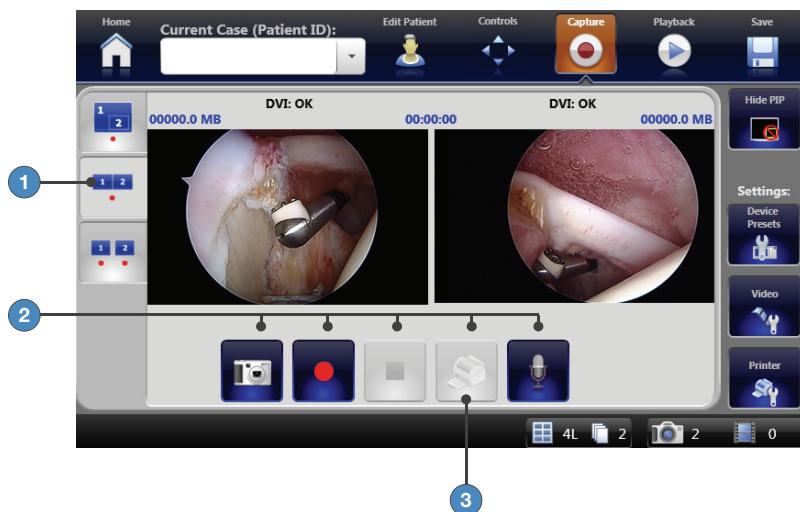 Home
Current Case (Patient ID):
Edit Patient
Controls
Capture
Playback
Save
1
2
DVI: OK
DVI: OK
Hide PIP
00000.0 MB
00:00:00
00000.0 MB
1
1 2
1 2
Settings:
Device
Presets
Video
2
Printer
4L
2
2
0
3